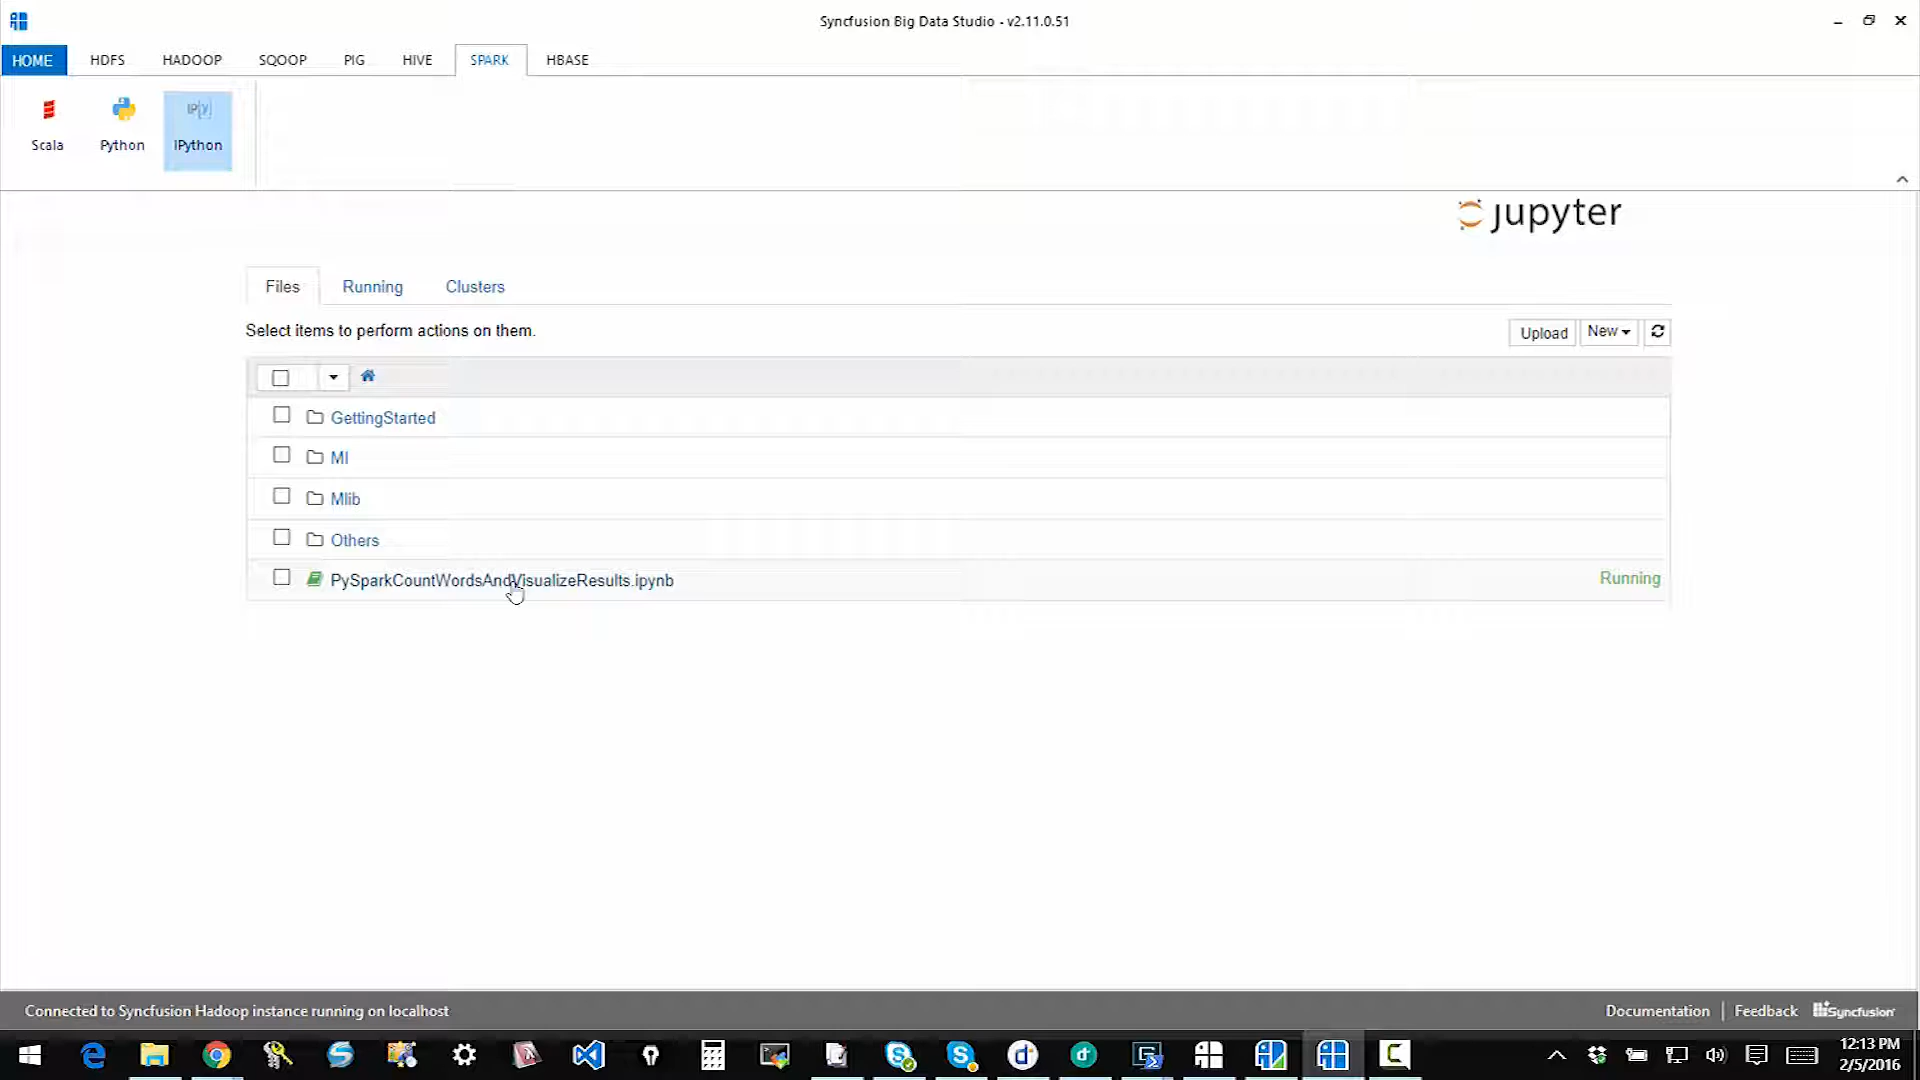 Syncfusion Big Data Studio - v2.11.0.51
HOME HDFS HADOOP SQOOP PIG HIVE SPARK HBASE
IP[y]
Scala Python IPython
jupyter
Files Running Clusters
Select items to perform actions on them.
Upload New
GettingStarted
Ml
Mlib
Others
PySparkCountWordsAndVisualizeResults.ipynb Running
Connected to Syncfusion Hadoop instance running on localhost
Documentation | Feedback Syncfusion
12:13 PM
2/5/2016